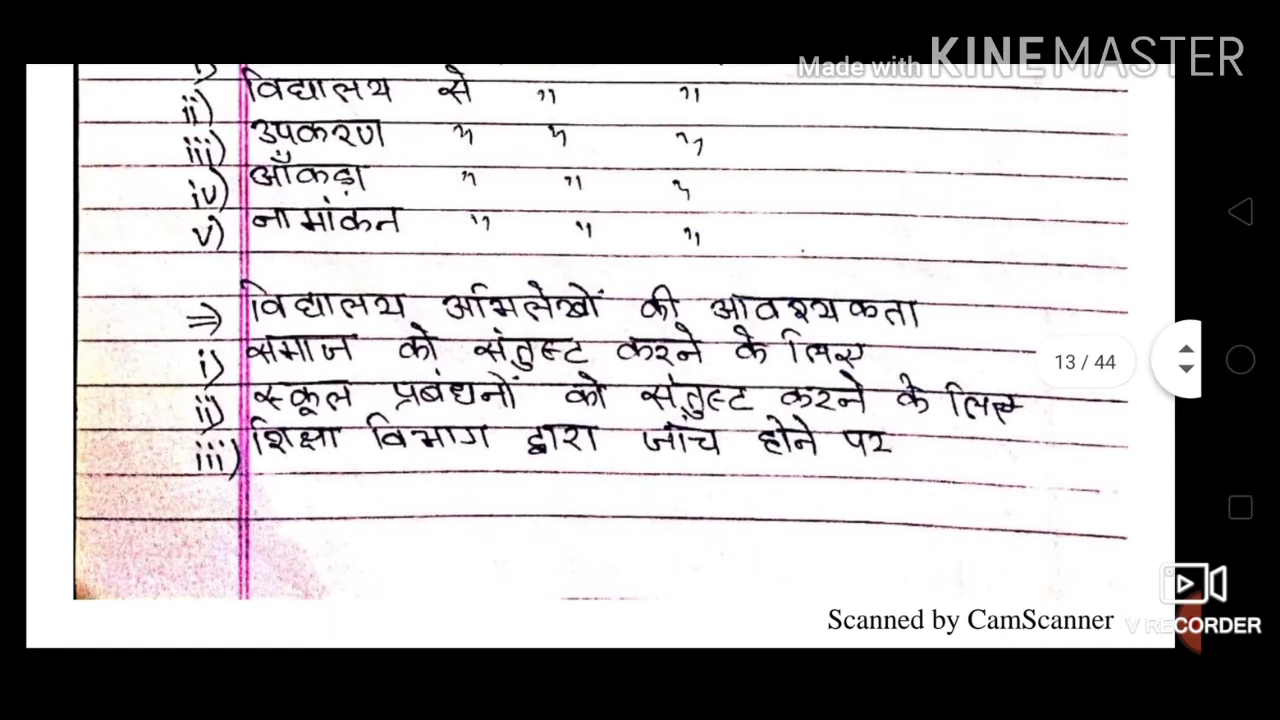 Made with KINEMASTER
i)
ii) विद्यालय से " "
iii) उपकरण " " "
iv) आँकड़ा " " "
v) नामांकन " " "
⇒ विद्यालय अभिलेखों की आवश्यकता
i) समाज को संतुस्ट करने के लिए
13 / 44
ii) स्कूल प्रबंधनों को संतुस्ट करने के लिए
iii) शिक्षा विभाग द्वारा जाँच होने पर
Scanned by CamScanner
V RECORDER